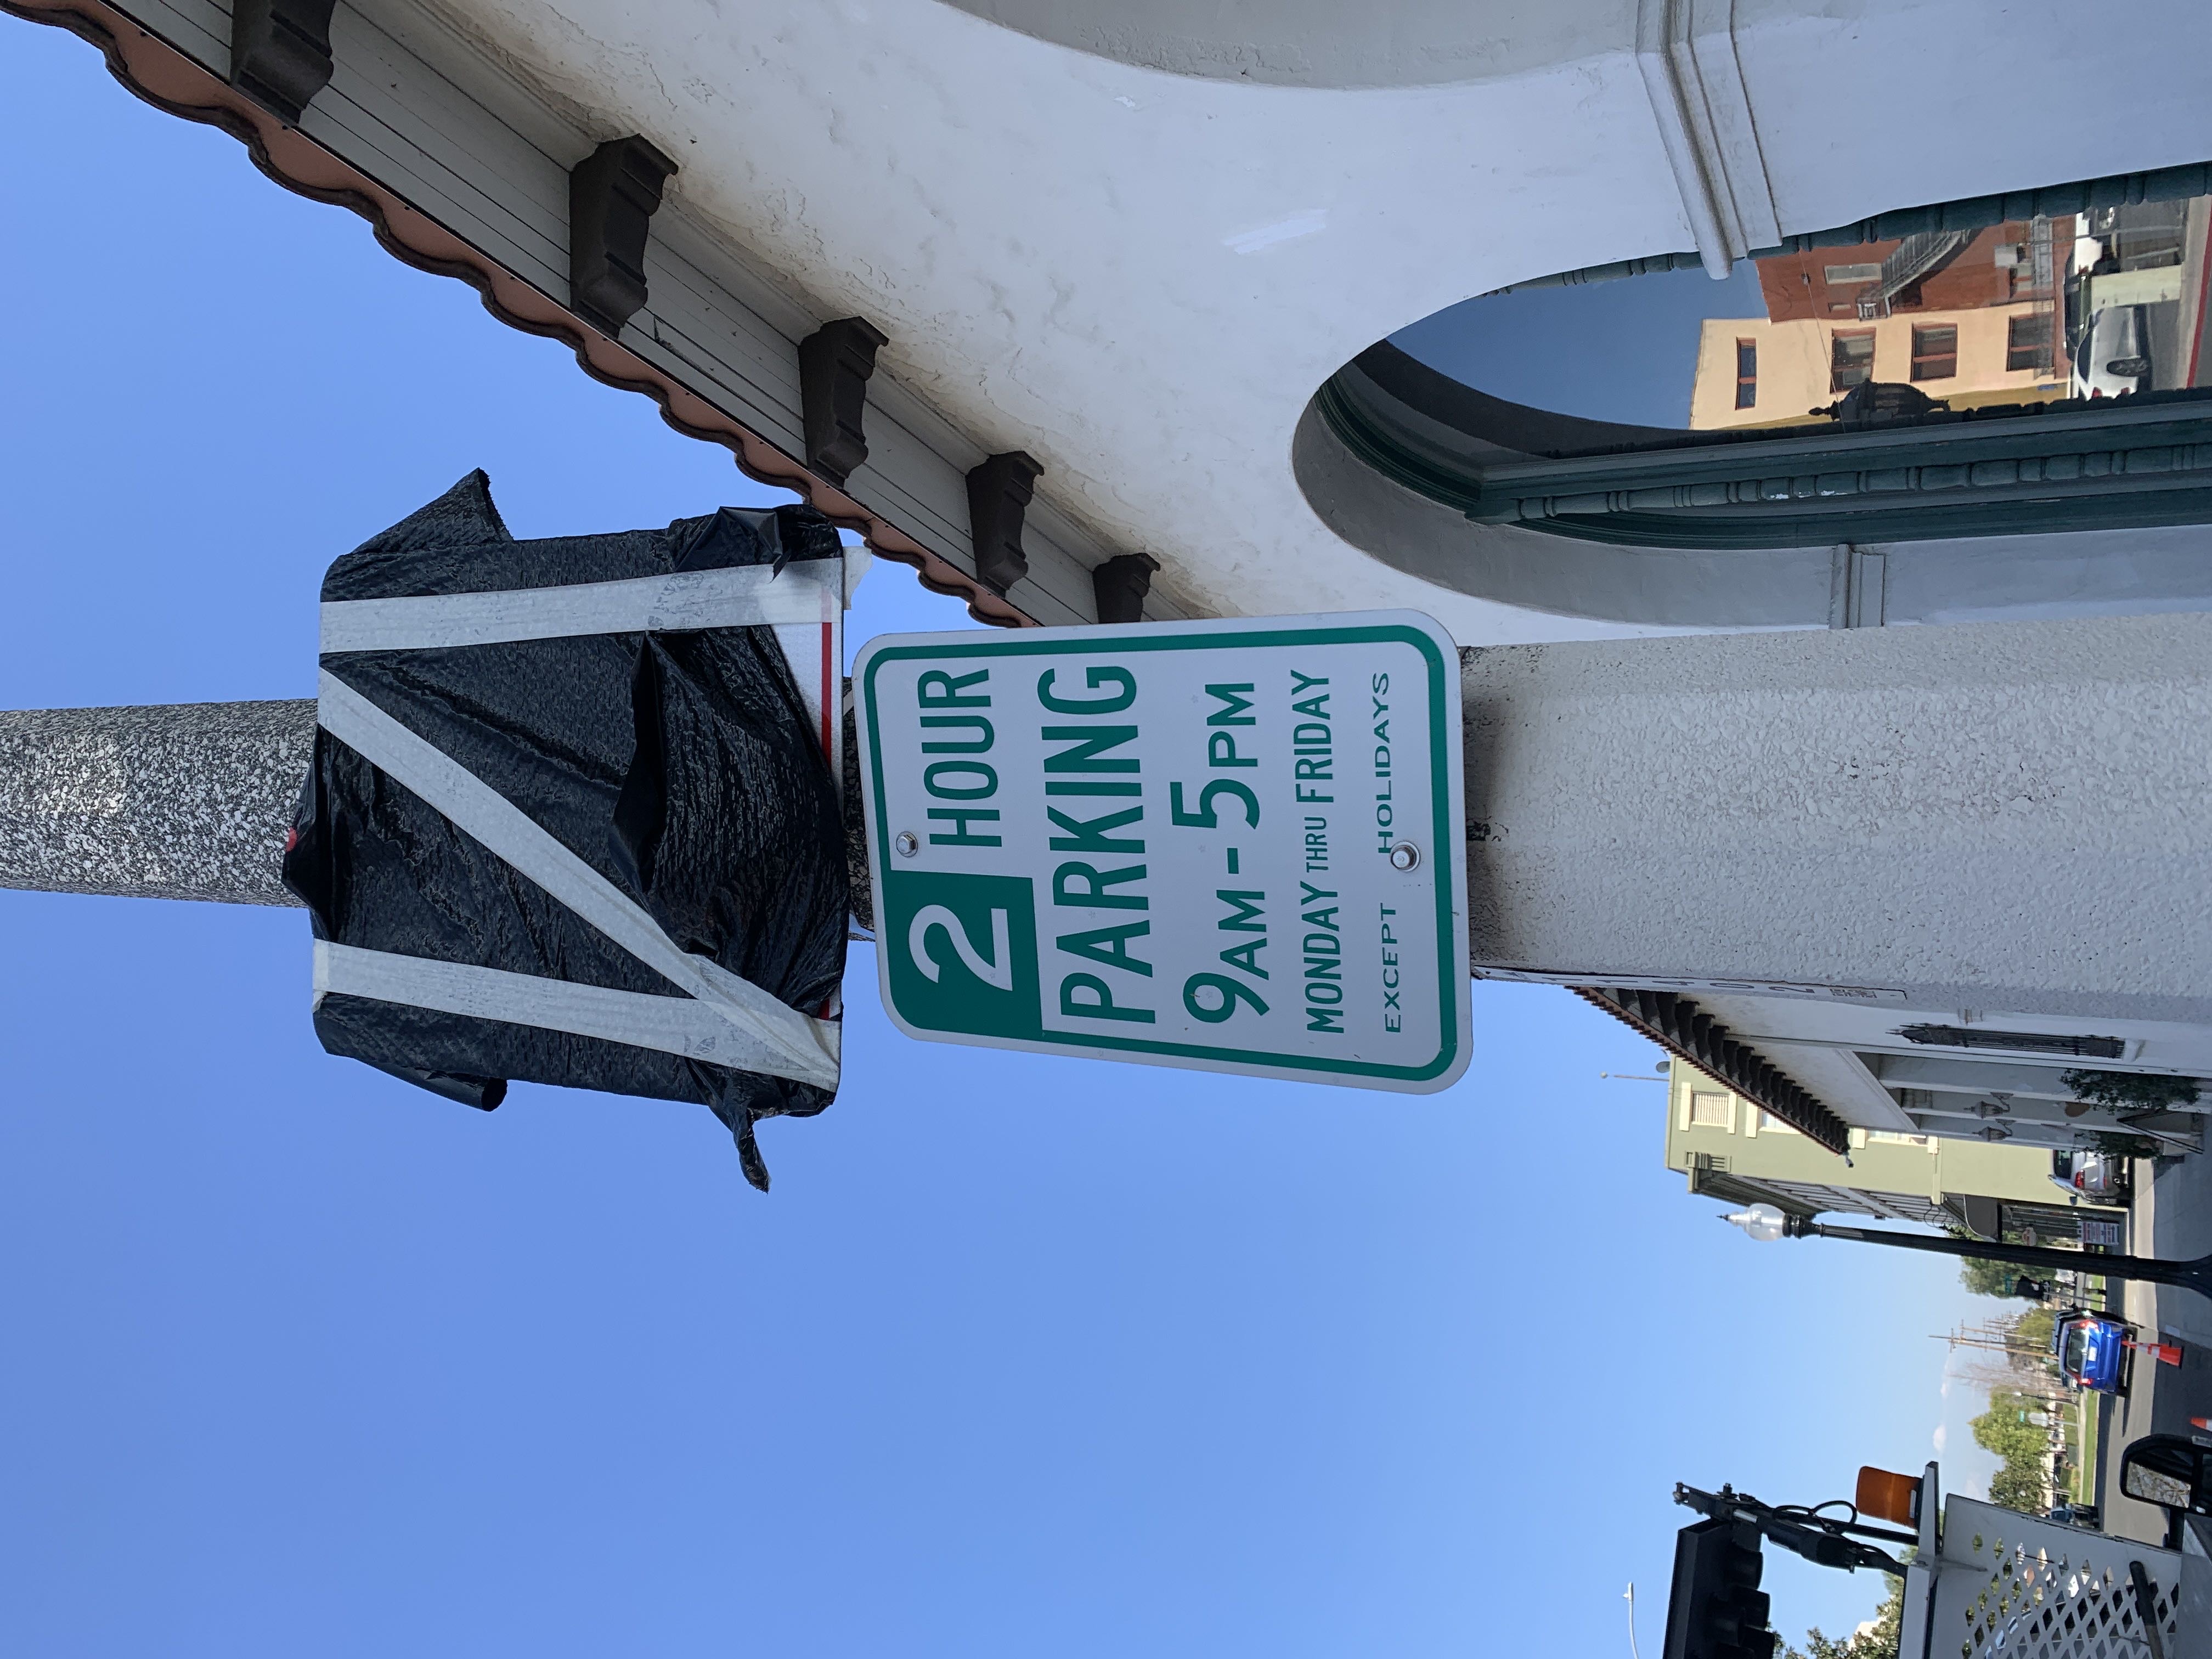 2 HOUR
PARKING
9AM-5PM
MONDAY THRU FRIDAY
EXCEPT HOLIDAYS